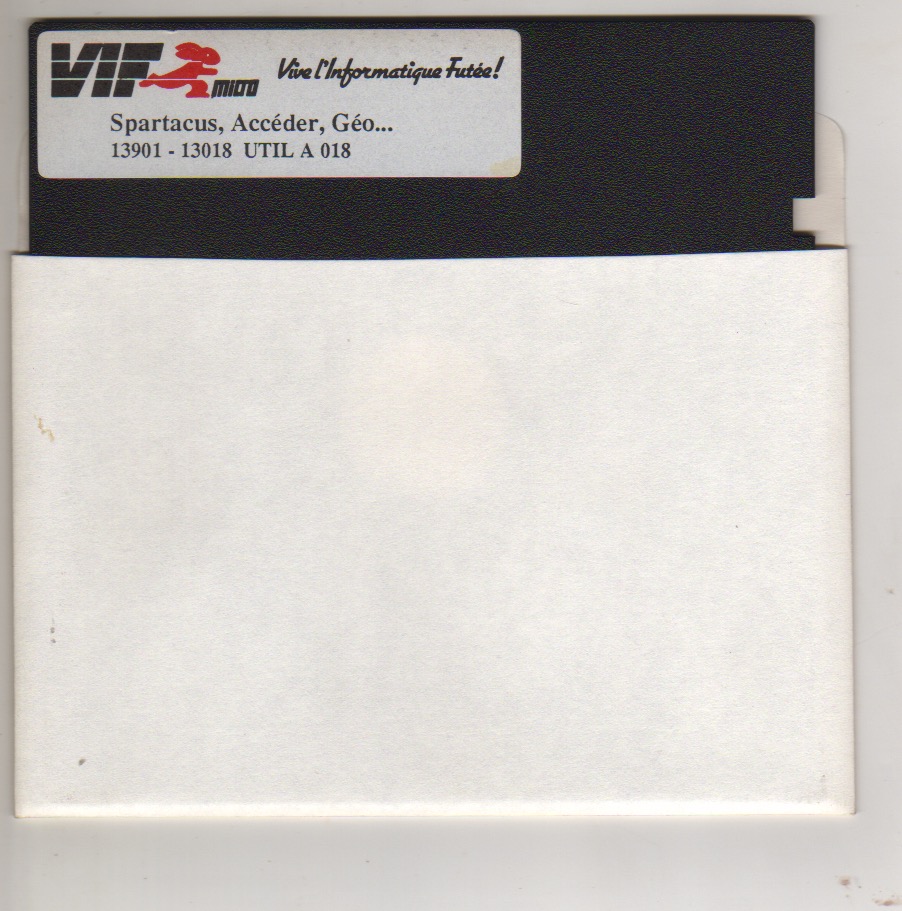 VIF micro Vive l'Informatique Futée!
Spartacus, Accéder, Géo...
13901 - 13018 UTIL A 018